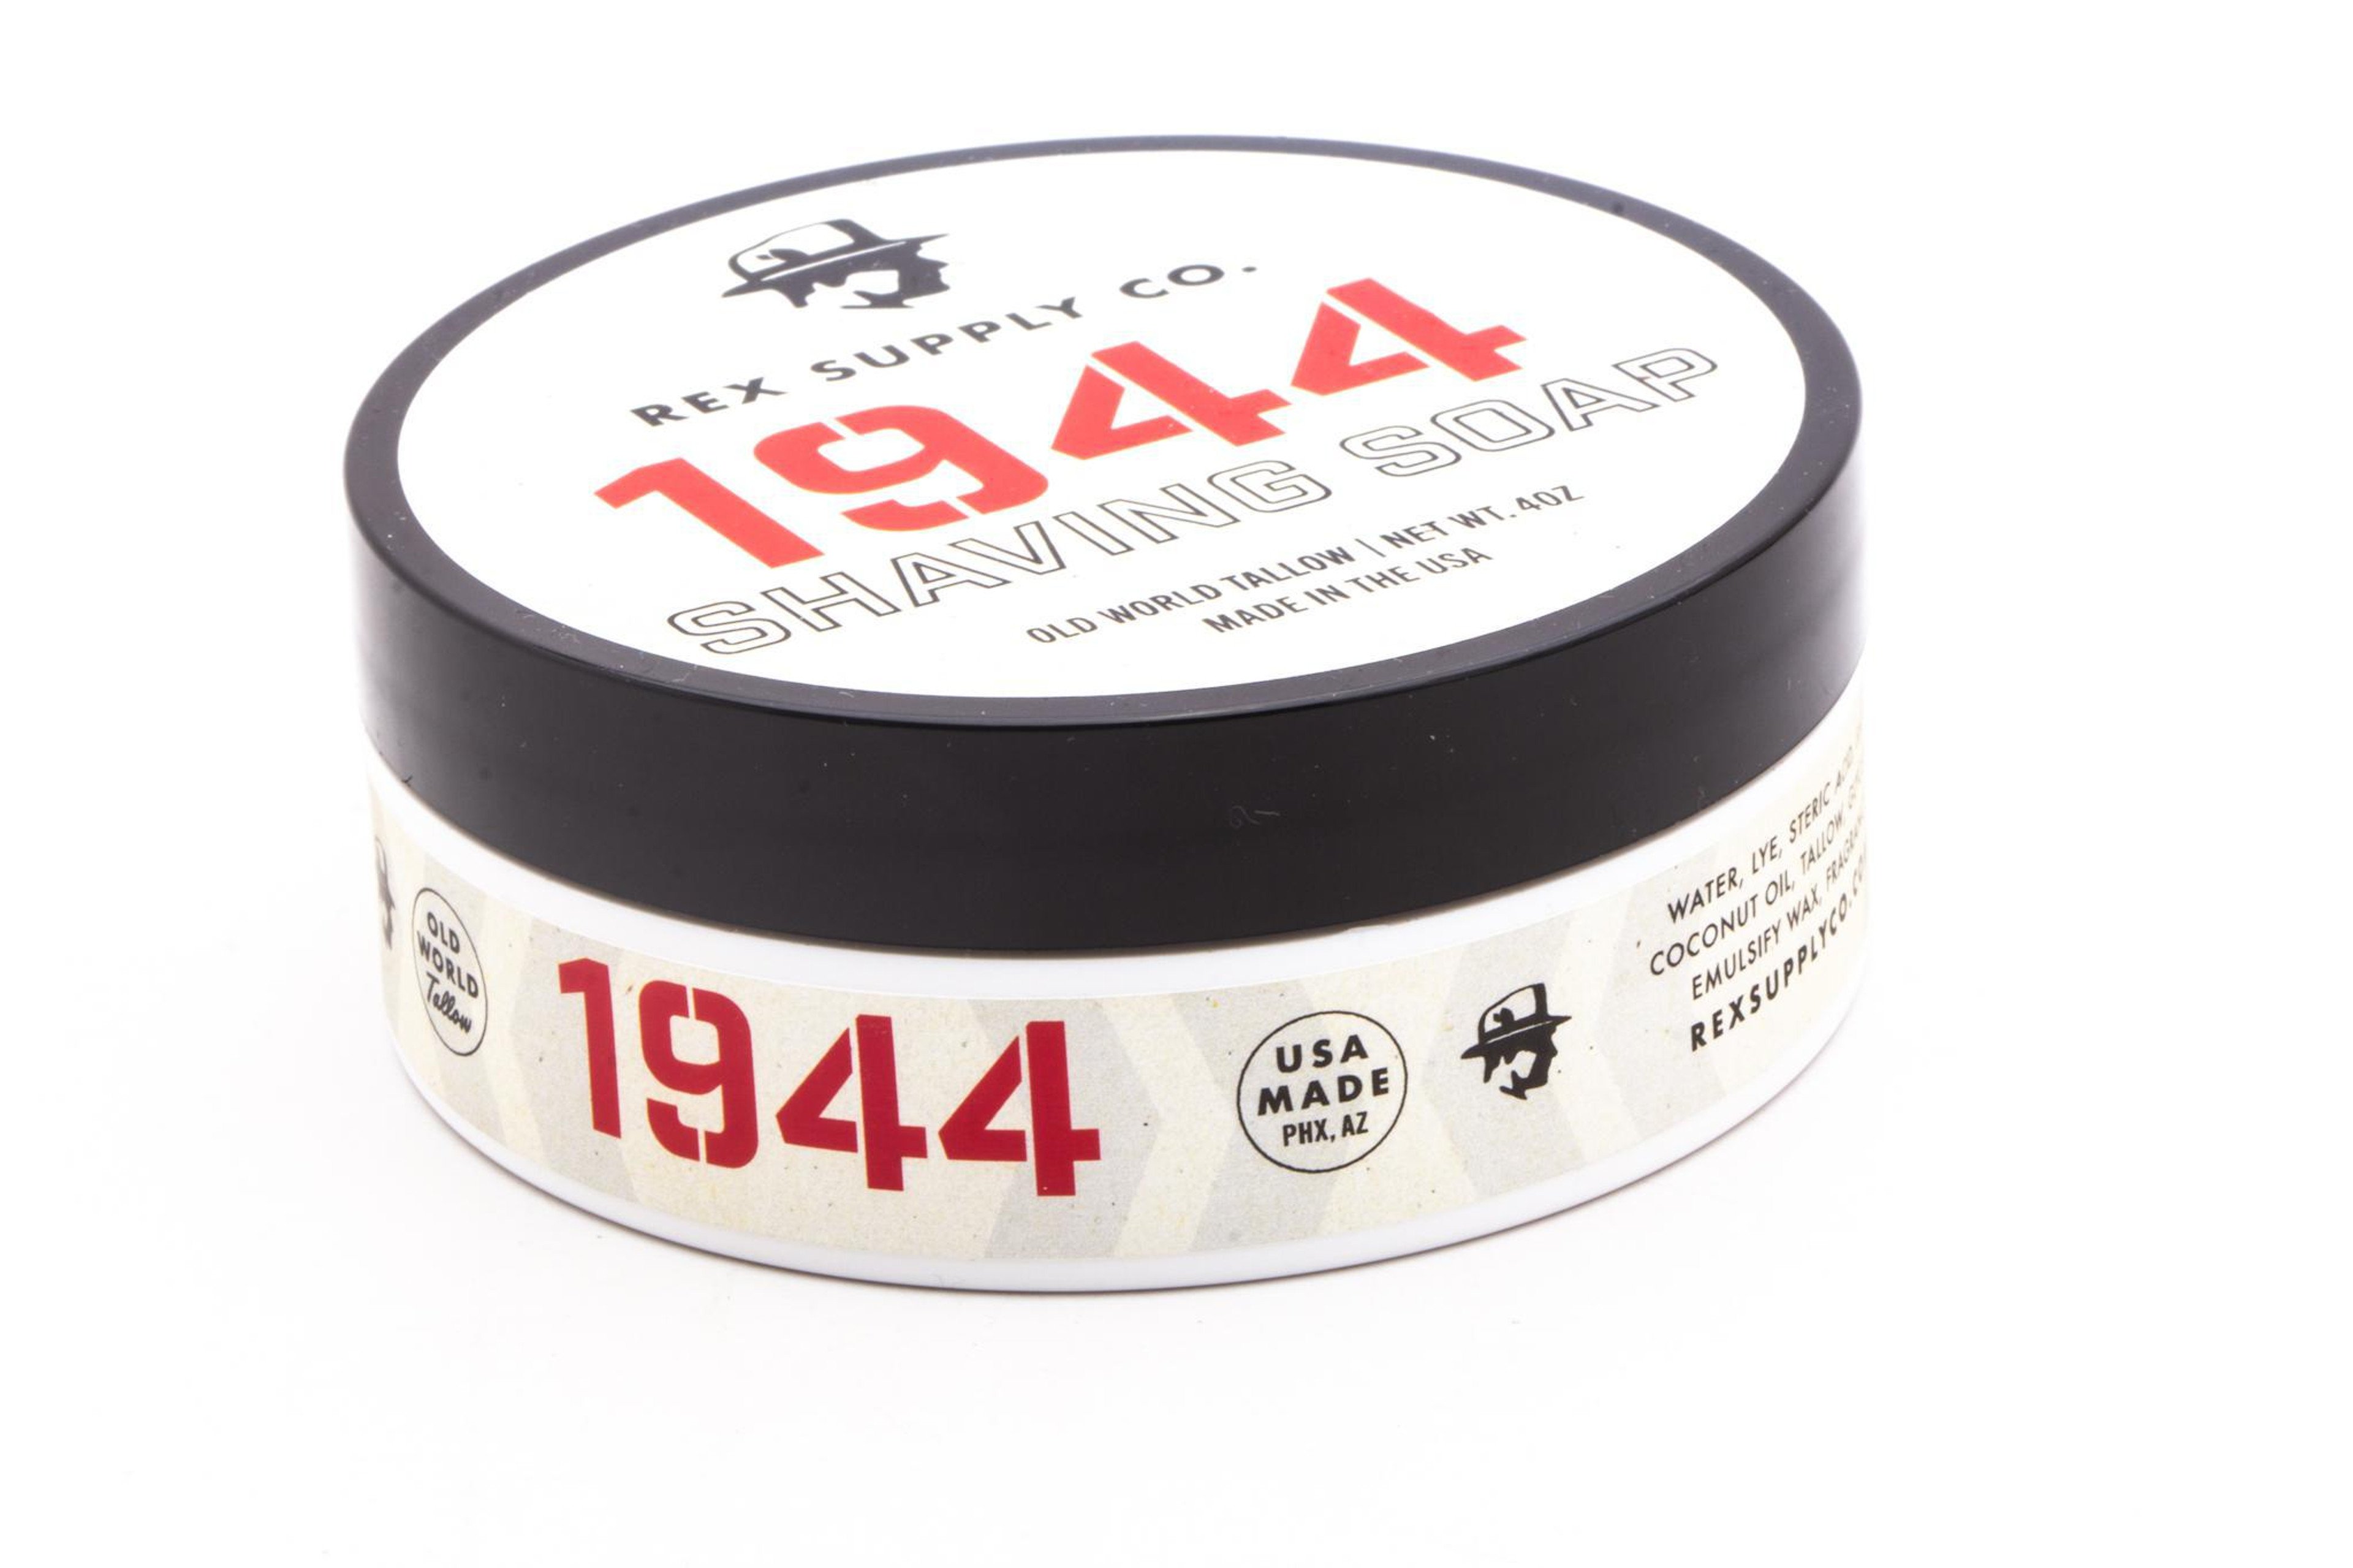 REX SUPPLY CO.
1944
SHAVING SOAP
OLD WORLD TALLOW | NET WT. 4OZ
MADE IN THE USA
OLD
WORLD
Tallow
1944
USA
MADE
PHX, AZ
WATER, LYE, STERIC ACID,
COCONUT OIL, TALLOW,
EMULSIFY WAX,
REXSUPPLYCO.